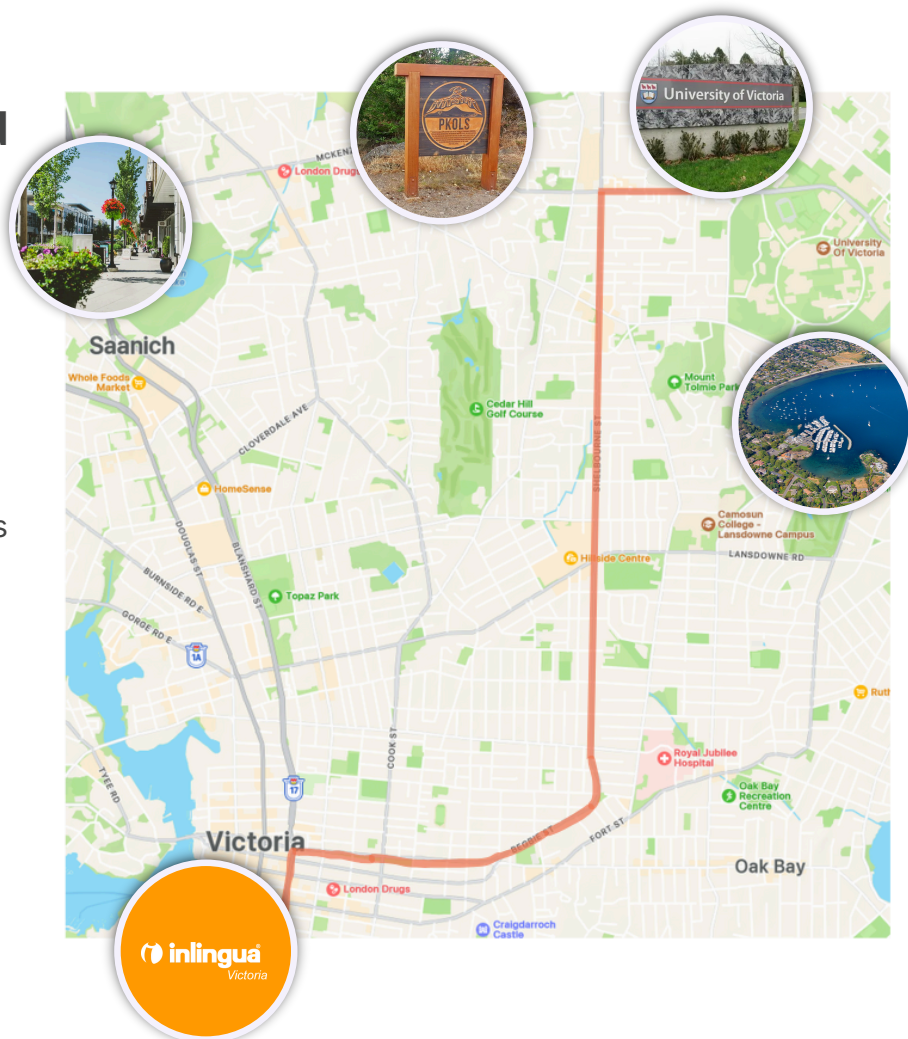 PKOLS
University of Victoria
MCKENZ
London Drugs
University
Of Victoria
Saanich
Whole Foods
Market
Mount
Tolmie Park
Cedar Hill
Golf Course
CLOVERDALE AVE
SHELBOURNE ST
HomeSense
s
Camosun
College -
Lansdowne Campus
DOUGLAS ST
BLANSHARD ST
Hillside Centre
LANSDOWNE RD
BURNSIDE RD E
Topaz Park
GORGE RD E
1A
Ruth
COOK ST
Royal Jubilee
Hospital
TYEE RD
17
Oak Bay
Recreation
Centre
Victoria
BEGBIE ST
FORT ST
Oak Bay
London Drugs
Craigdarroch
Castle
inlingua
Victoria